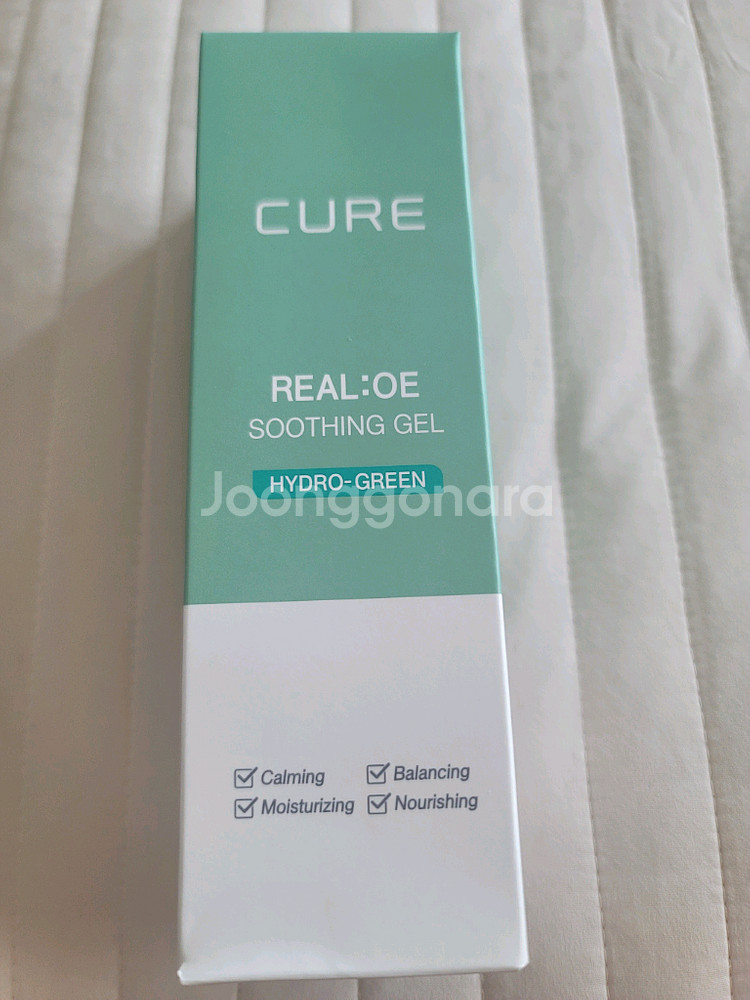 CURE
REAL:OE
SOOTHING GEL
HYDRO-GREEN
Joonggonara
Calming
Balancing
Moisturizing
Nourishing